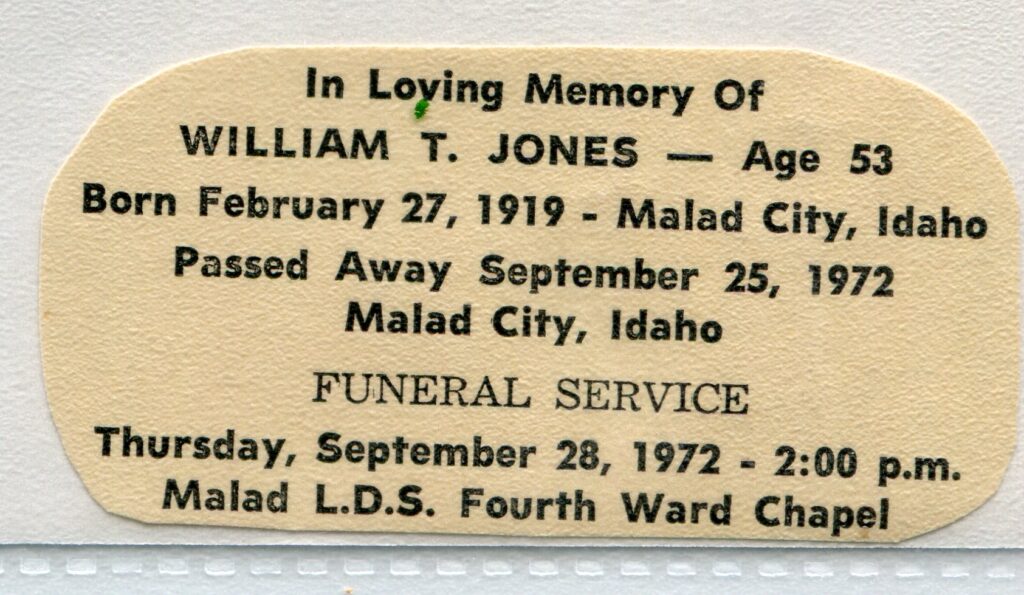 In Loving Memory Of
WILLIAM T. JONES — Age 53
Born February 27, 1919 - Malad City, Idaho
Passed Away September 25, 1972
Malad City, Idaho
FUNERAL SERVICE
Thursday, September 28, 1972 - 2:00 p.m.
Malad L.D.S. Fourth Ward Chapel